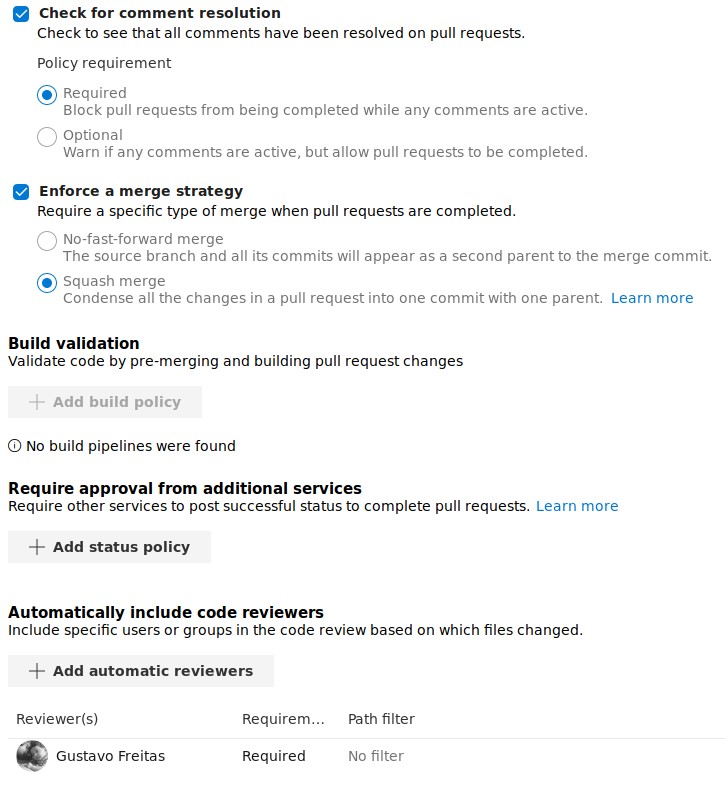 Check for comment resolution
Check to see that all comments have been resolved on pull requests.
Policy requirement
Required
Block pull requests from being completed while any comments are active.
Optional
Warn if any comments are active, but allow pull requests to be completed.
Enforce a merge strategy
Require a specific type of merge when pull requests are completed.
No-fast-forward merge
The source branch and all its commits will appear as a second parent to the merge commit.
Squash merge
Condense all the changes in a pull request into one commit with one parent. Learn more
Build validation
Validate code by pre-merging and building pull request changes
+ Add build policy
No build pipelines were found
Require approval from additional services
Require other services to post successful status to complete pull requests. Learn more
+ Add status policy
Automatically include code reviewers
Include specific users or groups in the code review based on which files changed.
+ Add automatic reviewers
Reviewer(s) Requirem... Path filter
Gustavo Freitas Required No filter